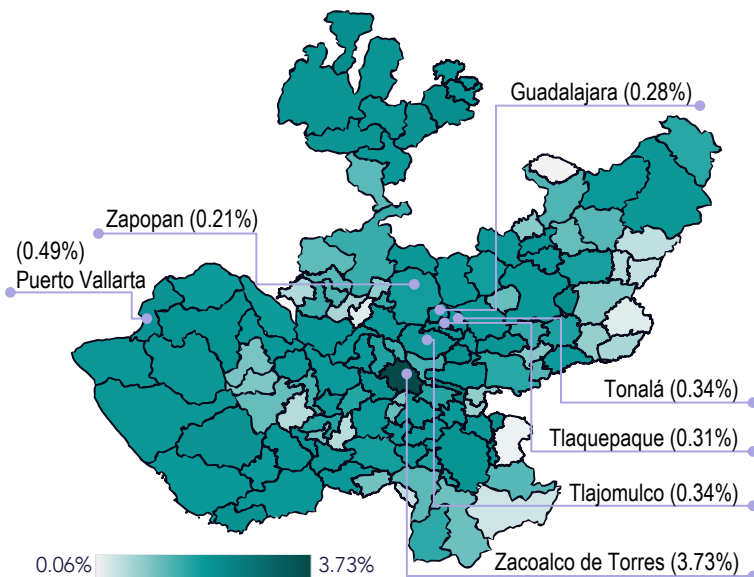 Guadalajara (0.28%)
Zapopan (0.21%)
(0.49%)
Puerto Vallarta
Tonalá (0.34%)
Tlaquepaque (0.31%)
Tlajomulco (0.34%)
Zacoalco de Torres (3.73%)
0.06%
3.73%